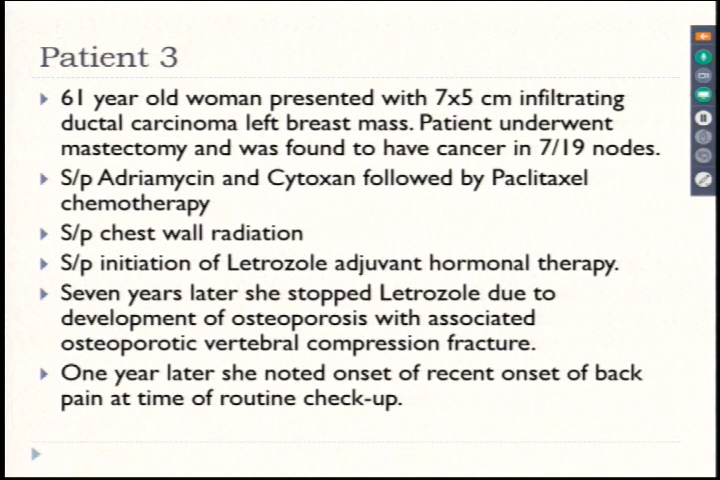 Patient 3
61 year old woman presented with 7x5 cm infiltrating
ductal carcinoma left breast mass. Patient underwent
mastectomy and was found to have cancer in 7/19 nodes.
S/p Adriamycin and Cytoxan followed by Paclitaxel
chemotherapy
S/p chest wall radiation
S/p initiation of Letrozole adjuvant hormonal therapy.
Seven years later she stopped Letrozole due to
development of osteoporosis with associated
osteoporotic vertebral compression fracture.
One year later she noted onset of recent onset of back
pain at time of routine check-up.